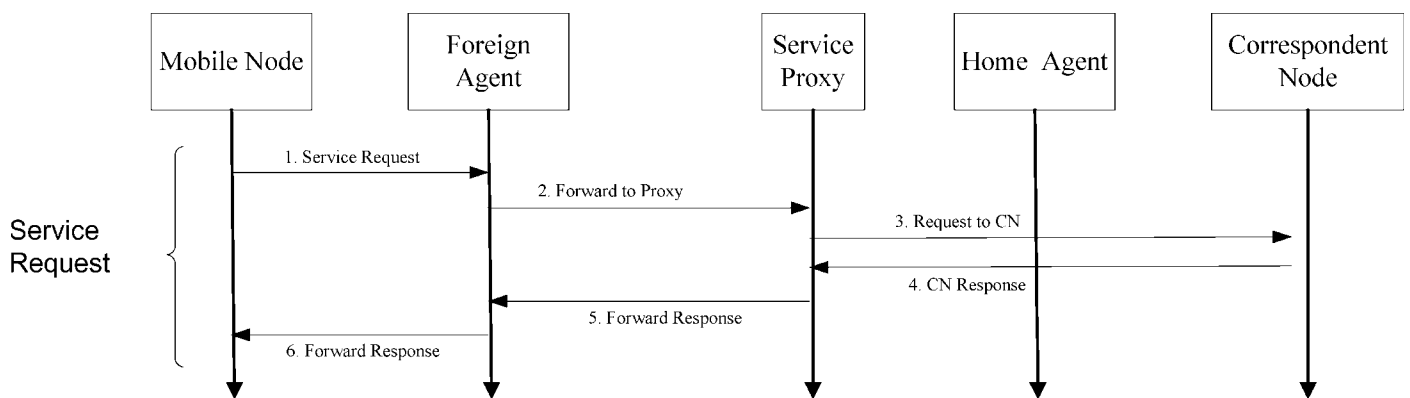 Mobile Node
Foreign
Agent
Service
Proxy
Home Agent
Correspondent
Node
1. Service Request
2. Forward to Proxy
3. Request to CN
Service
Request
4. CN Response
5. Forward Response
6. Forward Response